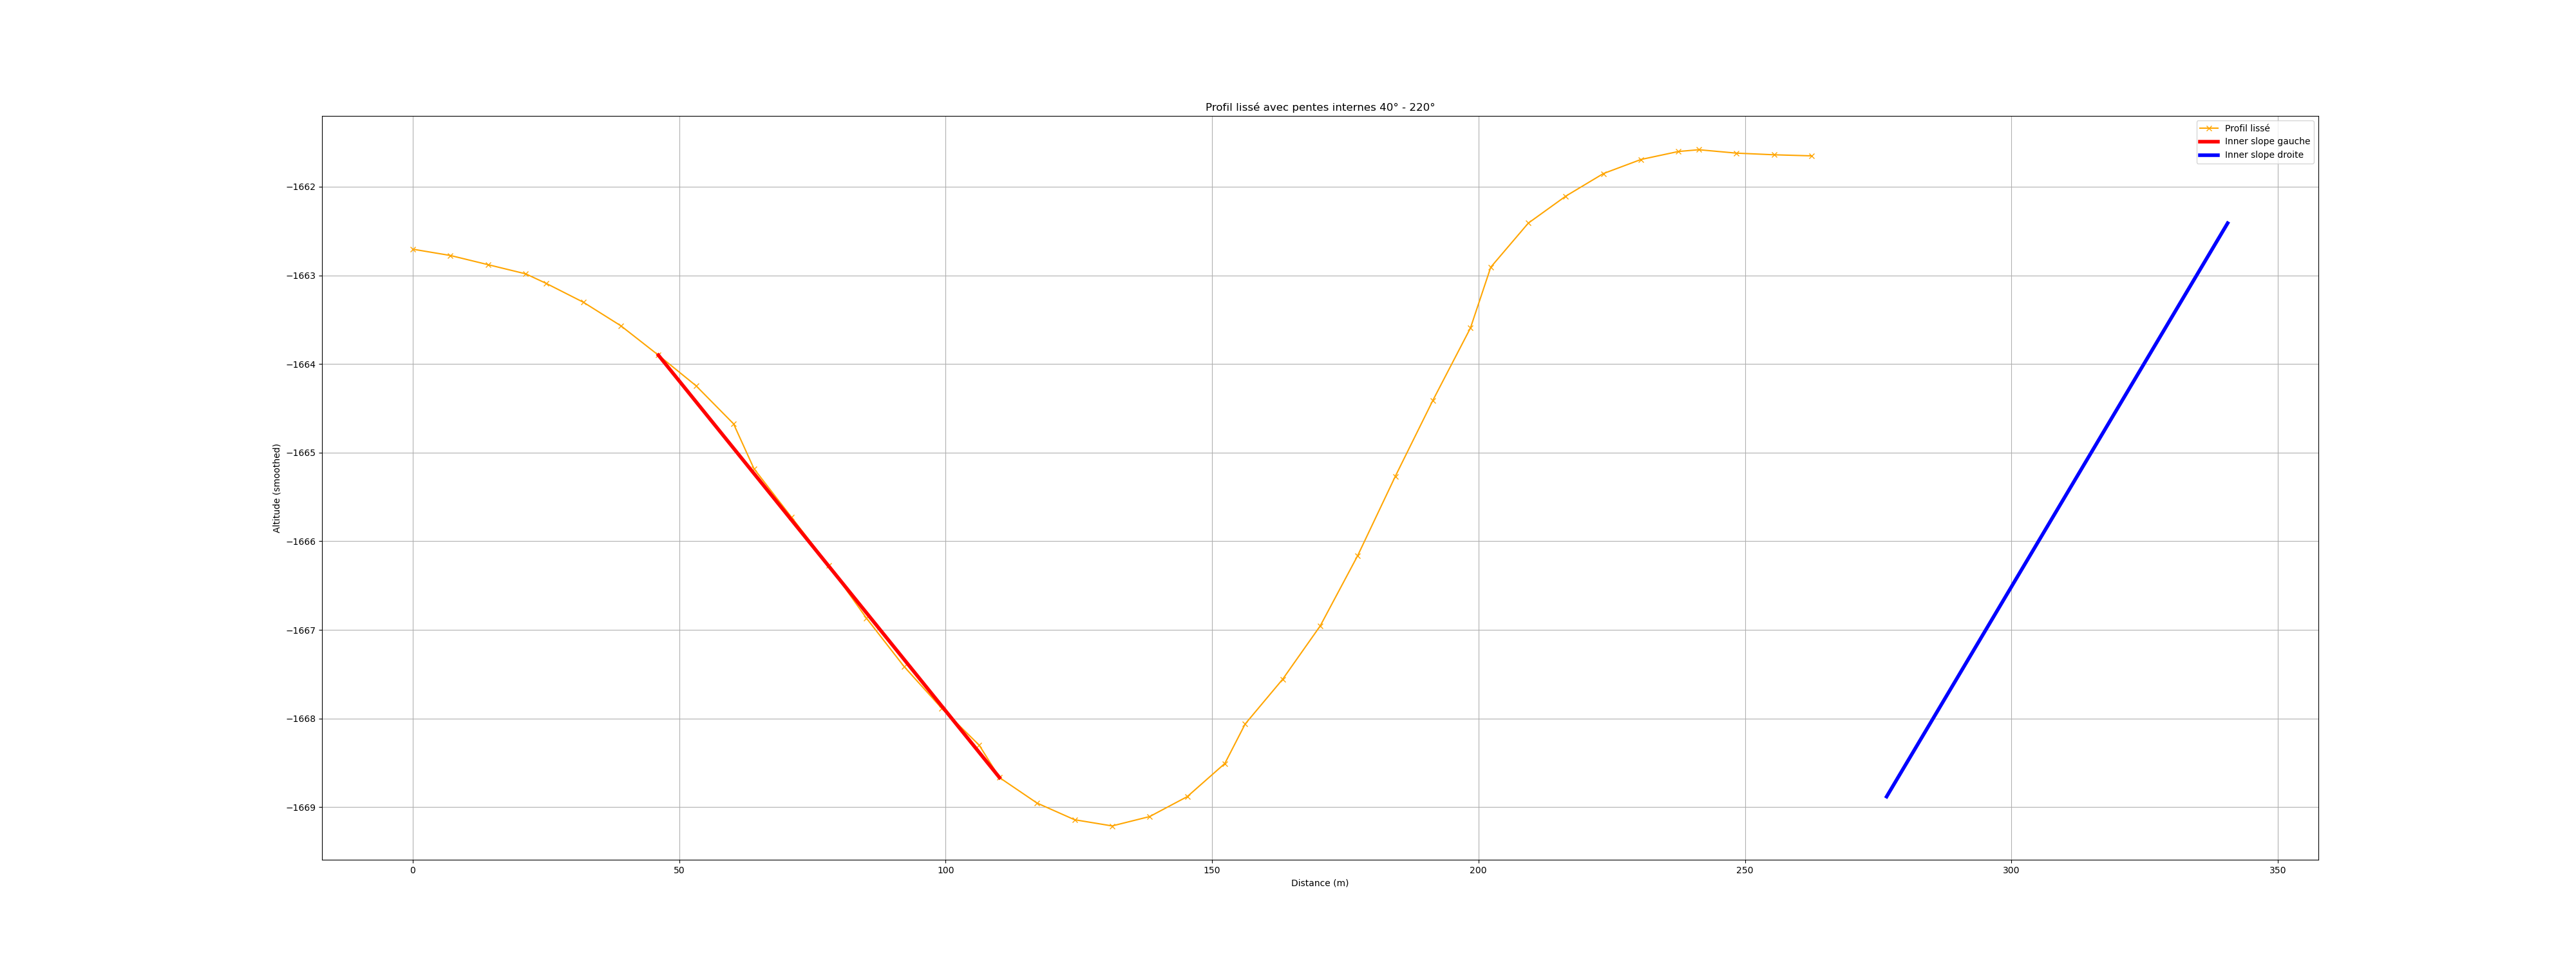 Profil lissé avec pentes internes 40° - 220°
Profil lissé
Inner slope gauche
Inner slope droite
−1662
−1663
−1664
−1665
−1666
−1667
−1668
−1669
Altitude (smoothed)
0 50 100 150 200 250 300 350
Distance (m)